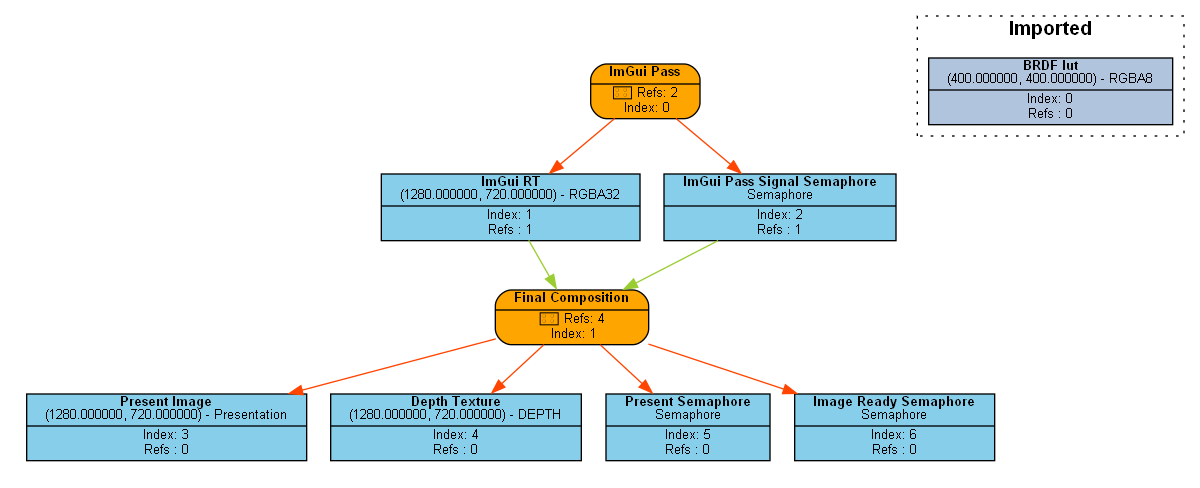 Imported
BRDF lut
(400.000000, 400.000000) - RGBA8
Index: 0
Refs : 0
ImGui Pass
Refs: 2
Index: 0
ImGui RT
(1280.000000, 720.000000) - RGBA32
Index: 1
Refs : 1
ImGui Pass Signal Semaphore
Semaphore
Index: 2
Refs : 1
Final Composition
Refs: 4
Index: 1
Present Image
(1280.000000, 720.000000) - Presentation
Index: 3
Refs : 0
Depth Texture
(1280.000000, 720.000000) - DEPTH
Index: 4
Refs : 0
Present Semaphore
Semaphore
Index: 5
Refs : 0
Image Ready Semaphore
Semaphore
Index: 6
Refs : 0